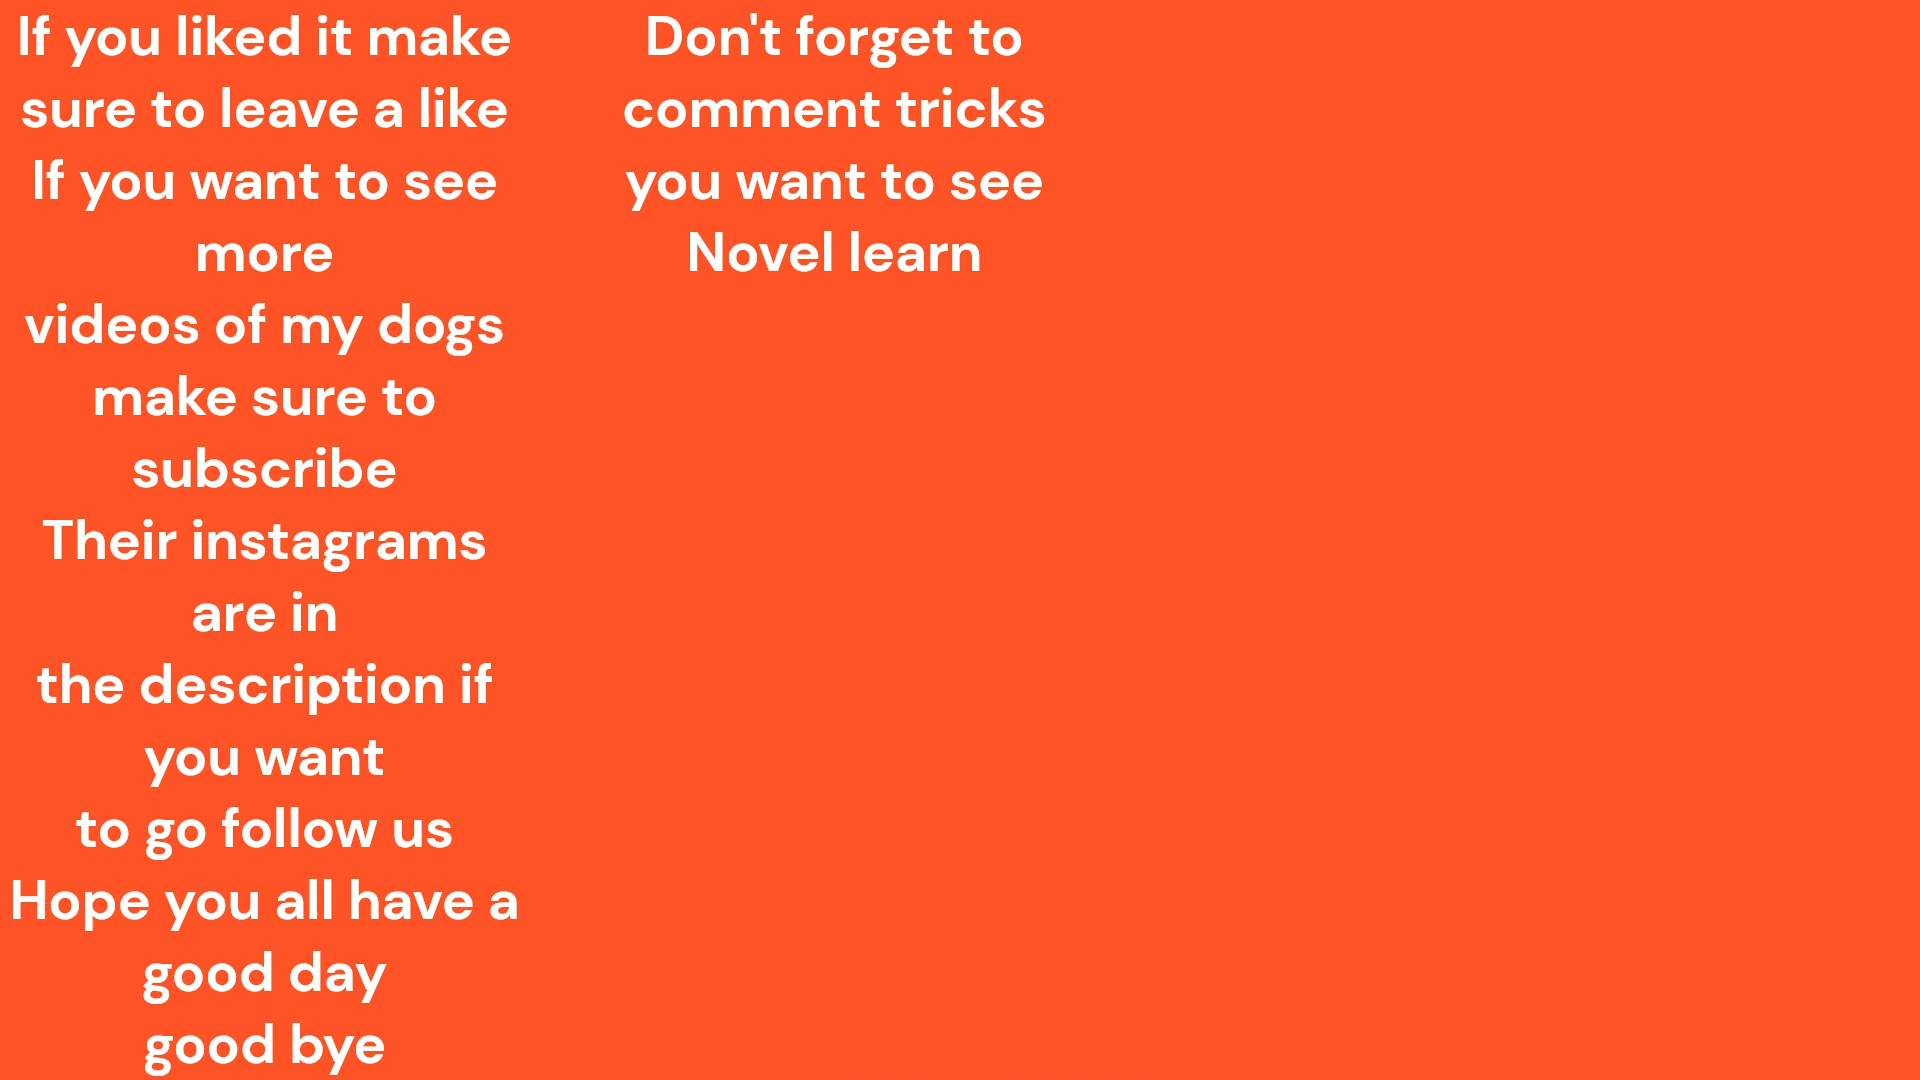 If you liked it make
sure to leave a like
If you want to see
more
videos of my dogs
make sure to
subscribe
Their instagrams
are in
the description if
you want
to go follow us
Hope you all have a
good day
good bye
Don't forget to
comment tricks
you want to see
Novel learn